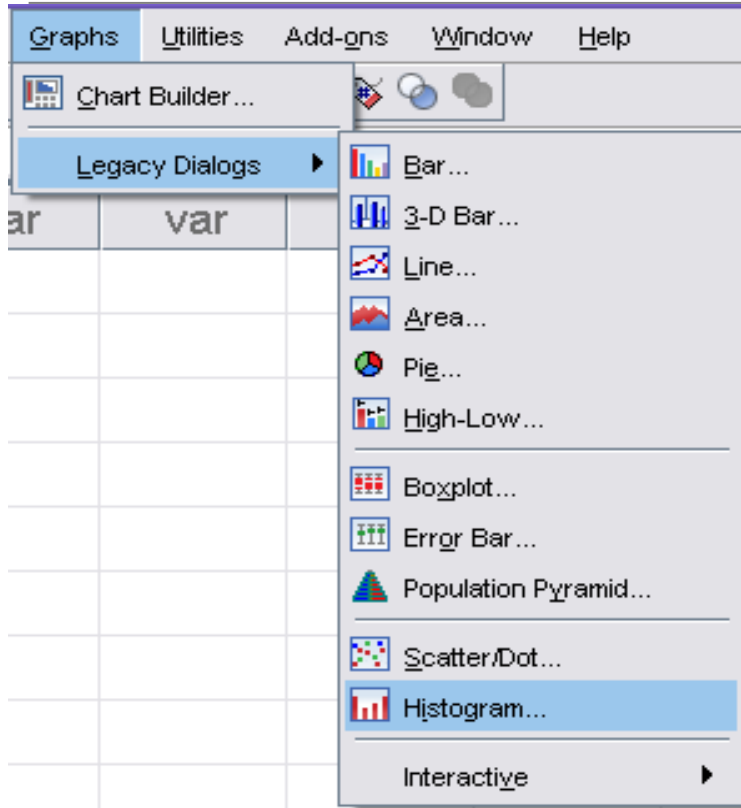 Graphs Utilities Add-ons Window Help
Chart Builder...
Legacy Dialogs
ar var
Bar...
3-D Bar...
Line...
Area...
Pie...
High-Low...
Boxplot...
Error Bar...
Population Pyramid...
Scatter/Dot...
Histogram...
Interactive